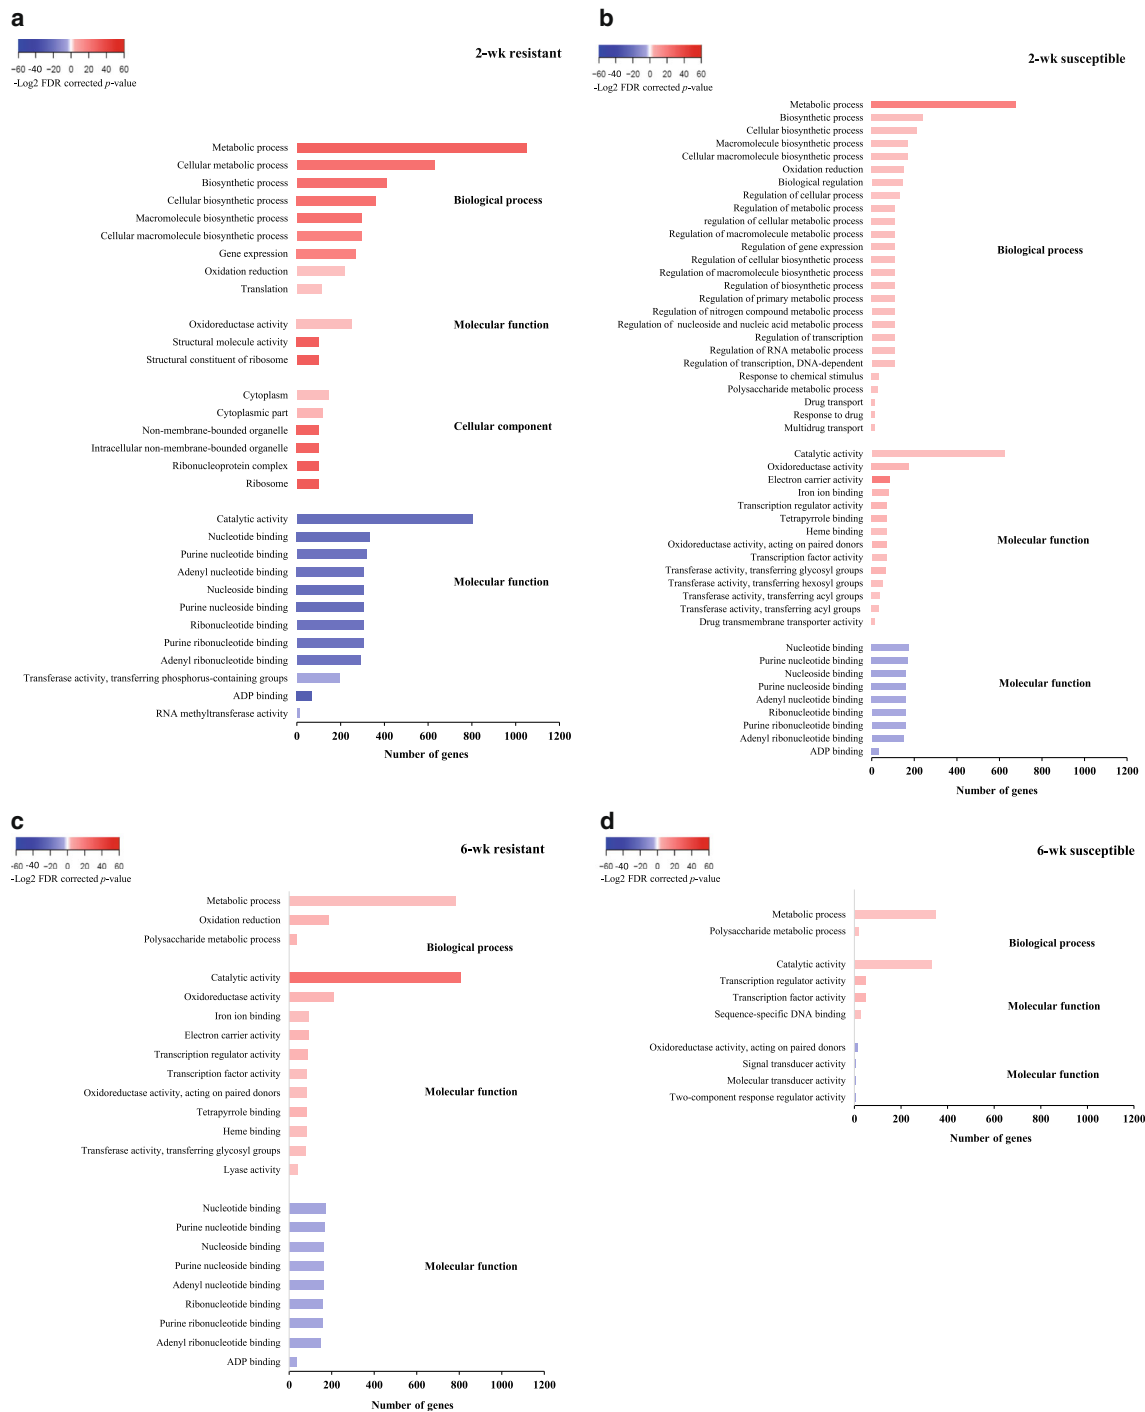 a
-60 -40 -20 0 20 40 60
-Log2 FDR corrected p-value
2-wk resistant
Metabolic process
Cellular metabolic process
Biosynthetic process
Cellular biosynthetic process
Macromolecule biosynthetic process
Cellular macromolecule biosynthetic process
Gene expression
Oxidation reduction
Translation
Biological process
Oxidoreductase activity
Structural molecule activity
Structural constituent of ribosome
Molecular function
Cytoplasm
Cytoplasmic part
Non-membrane-bounded organelle
Intracellular non-membrane-bounded organelle
Ribonucleoprotein complex
Ribosome
Cellular component
Catalytic activity
Nucleotide binding
Purine nucleotide binding
Adenyl nucleotide binding
Nucleoside binding
Purine nucleoside binding
Ribonucleotide binding
Purine ribonucleotide binding
Adenyl ribonucleotide binding
Transferase activity, transferring phosphorus-containing groups
ADP binding
RNA methyltransferase activity
Molecular function
0 200 400 600 800 1000 1200
Number of genes
b
-60 -40 -20 0 20 40 60
-Log2 FDR corrected p-value
2-wk susceptible
Metabolic process
Biosynthetic process
Cellular biosynthetic process
Macromolecule biosynthetic process
Cellular macromolecule biosynthetic process
Oxidation reduction
Biological regulation
Regulation of cellular process
Regulation of metabolic process
regulation of cellular metabolic process
Regulation of macromolecule metabolic process
Regulation of gene expression
Regulation of cellular biosynthetic process
Regulation of macromolecule biosynthetic process
Regulation of biosynthetic process
Regulation of primary metabolic process
Regulation of nitrogen compound metabolic process
Regulation of nucleoside and nucleic acid metabolic process
Regulation of transcription
Regulation of RNA metabolic process
Regulation of transcription, DNA-dependent
Response to chemical stimulus
Polysaccharide metabolic process
Drug transport
Response to drug
Multidrug transport
Biological process
Catalytic activity
Oxidoreductase activity
Electron carrier activity
Iron ion binding
Transcription regulator activity
Tetrapyrrole binding
Heme binding
Oxidoreductase activity, acting on paired donors
Transcription factor activity
Transferase activity, transferring glycosyl groups
Transferase activity, transferring hexosyl groups
Transferase activity, transferring acyl groups
Transferase activity, transferring acyl groups
Drug transmembrane transporter activity
Molecular function
Nucleotide binding
Purine nucleotide binding
Nucleoside binding
Purine nucleoside binding
Adenyl nucleotide binding
Ribonucleotide binding
Purine ribonucleotide binding
Adenyl ribonucleotide binding
ADP binding
Molecular function
0 200 400 600 800 1000 1200
Number of genes
c
-60 -40 -20 0 20 40 60
-Log2 FDR corrected p-value
6-wk resistant
Metabolic process
Oxidation reduction
Polysaccharide metabolic process
Biological process
Catalytic activity
Oxidoreductase activity
Iron ion binding
Electron carrier activity
Transcription regulator activity
Transcription factor activity
Oxidoreductase activity, acting on paired donors
Tetrapyrrole binding
Heme binding
Transferase activity, transferring glycosyl groups
Lyase activity
Molecular function
Nucleotide binding
Purine nucleotide binding
Nucleoside binding
Purine nucleoside binding
Adenyl nucleotide binding
Ribonucleotide binding
Purine ribonucleotide binding
Adenyl ribonucleotide binding
ADP binding
Molecular function
0 200 400 600 800 1000 1200
Number of genes
d
-60 -40 -20 0 20 40 60
-Log2 FDR corrected p-value
6-wk susceptible
Metabolic process
Polysaccharide metabolic process
Biological process
Catalytic activity
Transcription regulator activity
Transcription factor activity
Sequence-specific DNA binding
Molecular function
Oxidoreductase activity, acting on paired donors
Signal transducer activity
Molecular transducer activity
Two-component response regulator activity
Molecular function
0 200 400 600 800 1000 1200
Number of genes